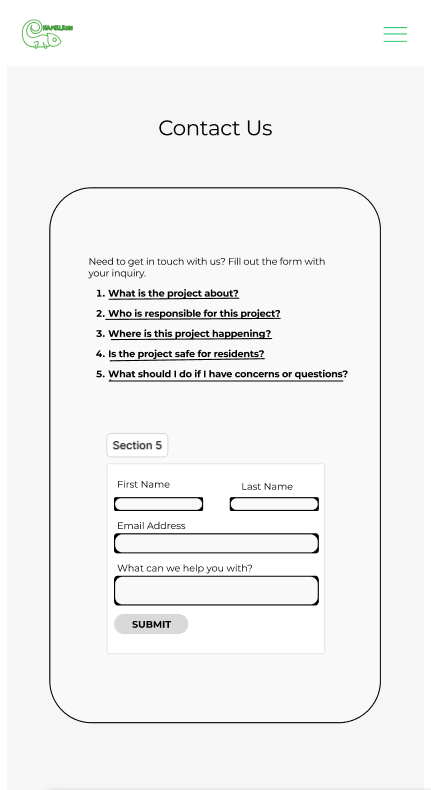 HAMELEON
Contact Us
Need to get in touch with us? Fill out the form with
your inquiry.
1. What is the project about?
2. Who is responsible for this project?
3. Where is this project happening?
4. Is the project safe for residents?
5. What should I do if I have concerns or questions?
Section 5
First Name Last Name
Email Address
What can we help you with?
SUBMIT